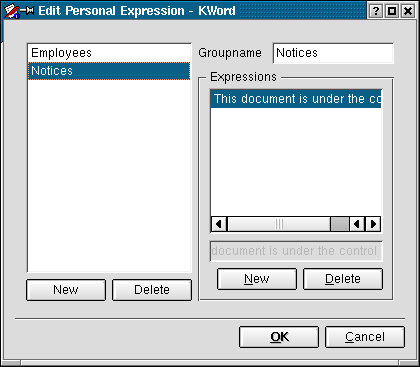 Edit Personal Expression - KWord
Employees
Notices
Groupname
Notices
Expressions
This document is under the
document is under the control
New
Delete
New
Delete
OK
Cancel